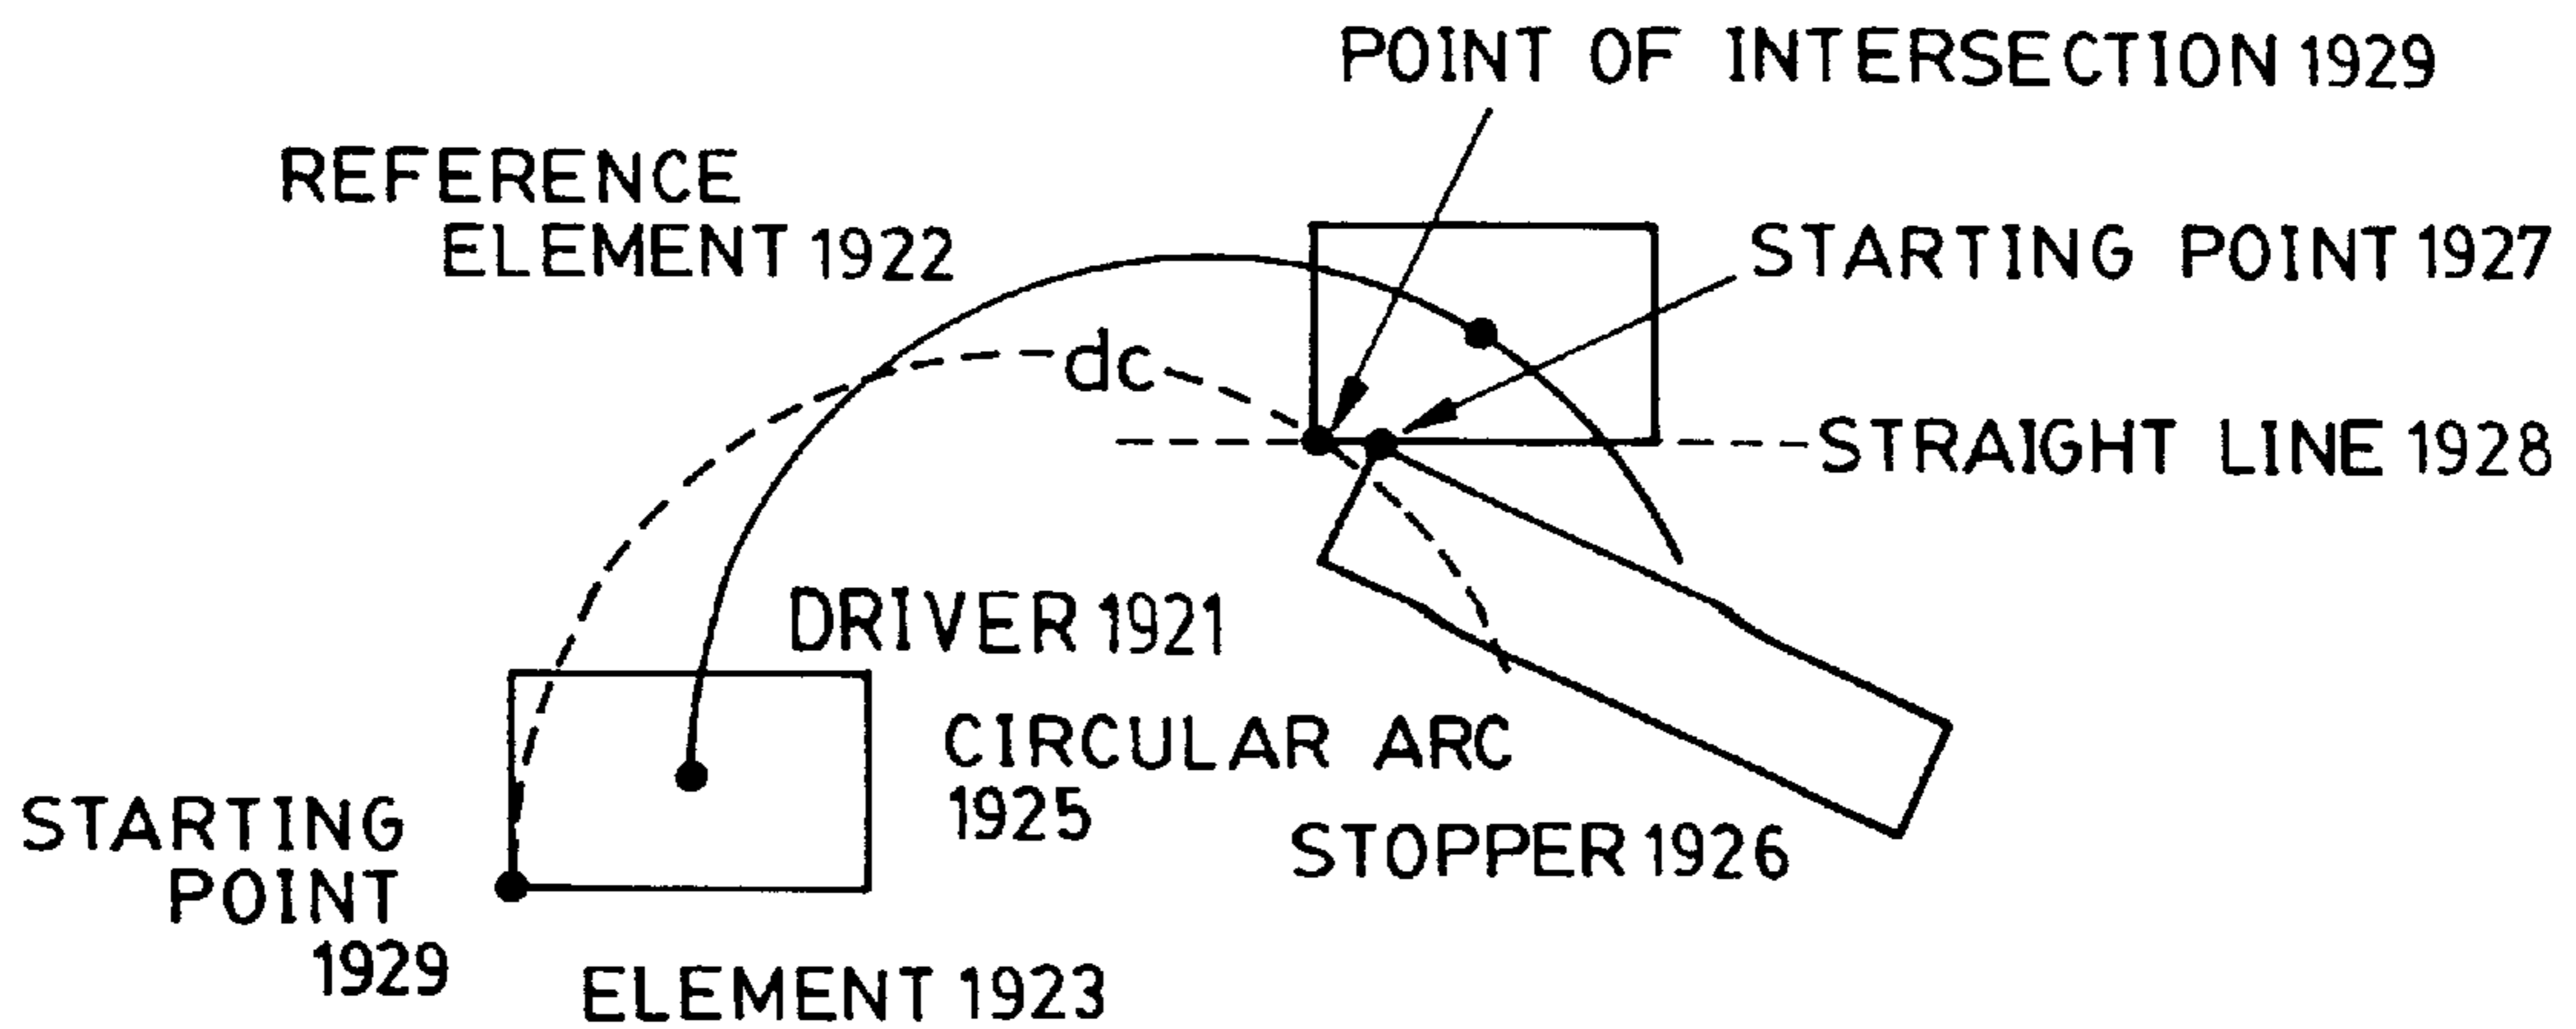 POINT OF INTERSECTION 1929
REFERENCE
ELEMENT 1922
STARTING POINT 1927
dc
STRAIGHT LINE 1928
DRIVER 1921
CIRCULAR ARC
1925
STARTING
POINT
1929
STOPPER 1926
ELEMENT 1923